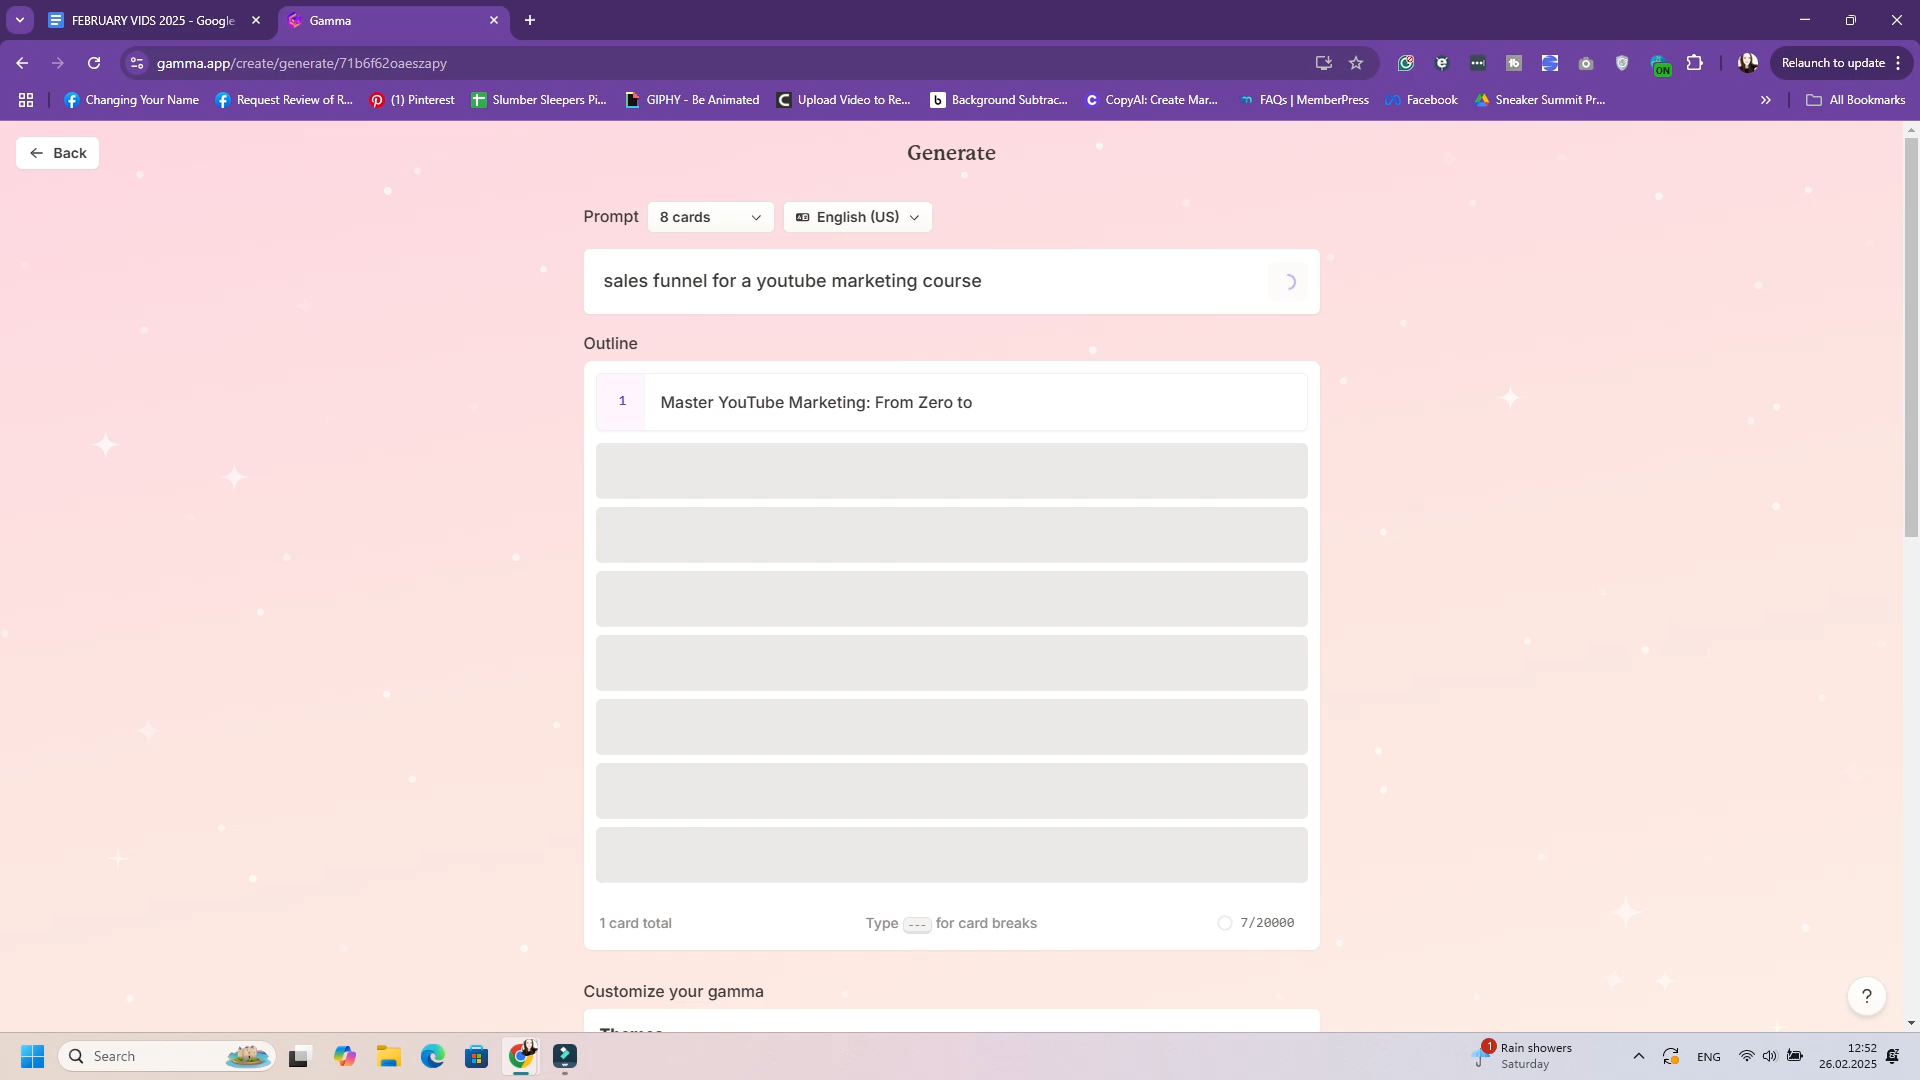 FEBRUARY VIDS 2025 - Google
Gamma
gamma.app/create/generate/71b6f62oaeszapy
ON
Relaunch to update
Changing Your Name
Request Review of R...
(1) Pinterest
Slumber Sleepers Pi...
GIPHY - Be Animated
Upload Video to Re...
Background Subtrac...
CopyAI: Create Mar...
FAQs | MemberPress
Facebook
Sneaker Summit Pr...
All Bookmarks
Back
Generate
Prompt
8 cards
English (US)
sales funnel for a youtube marketing course
Outline
1
Master YouTube Marketing: From Zero to
1 card total
Type --- for card breaks
7/20000
Customize your gamma
Themes
?
Search
1
Rain showers
Saturday
ENG
12:52
26.02.2025